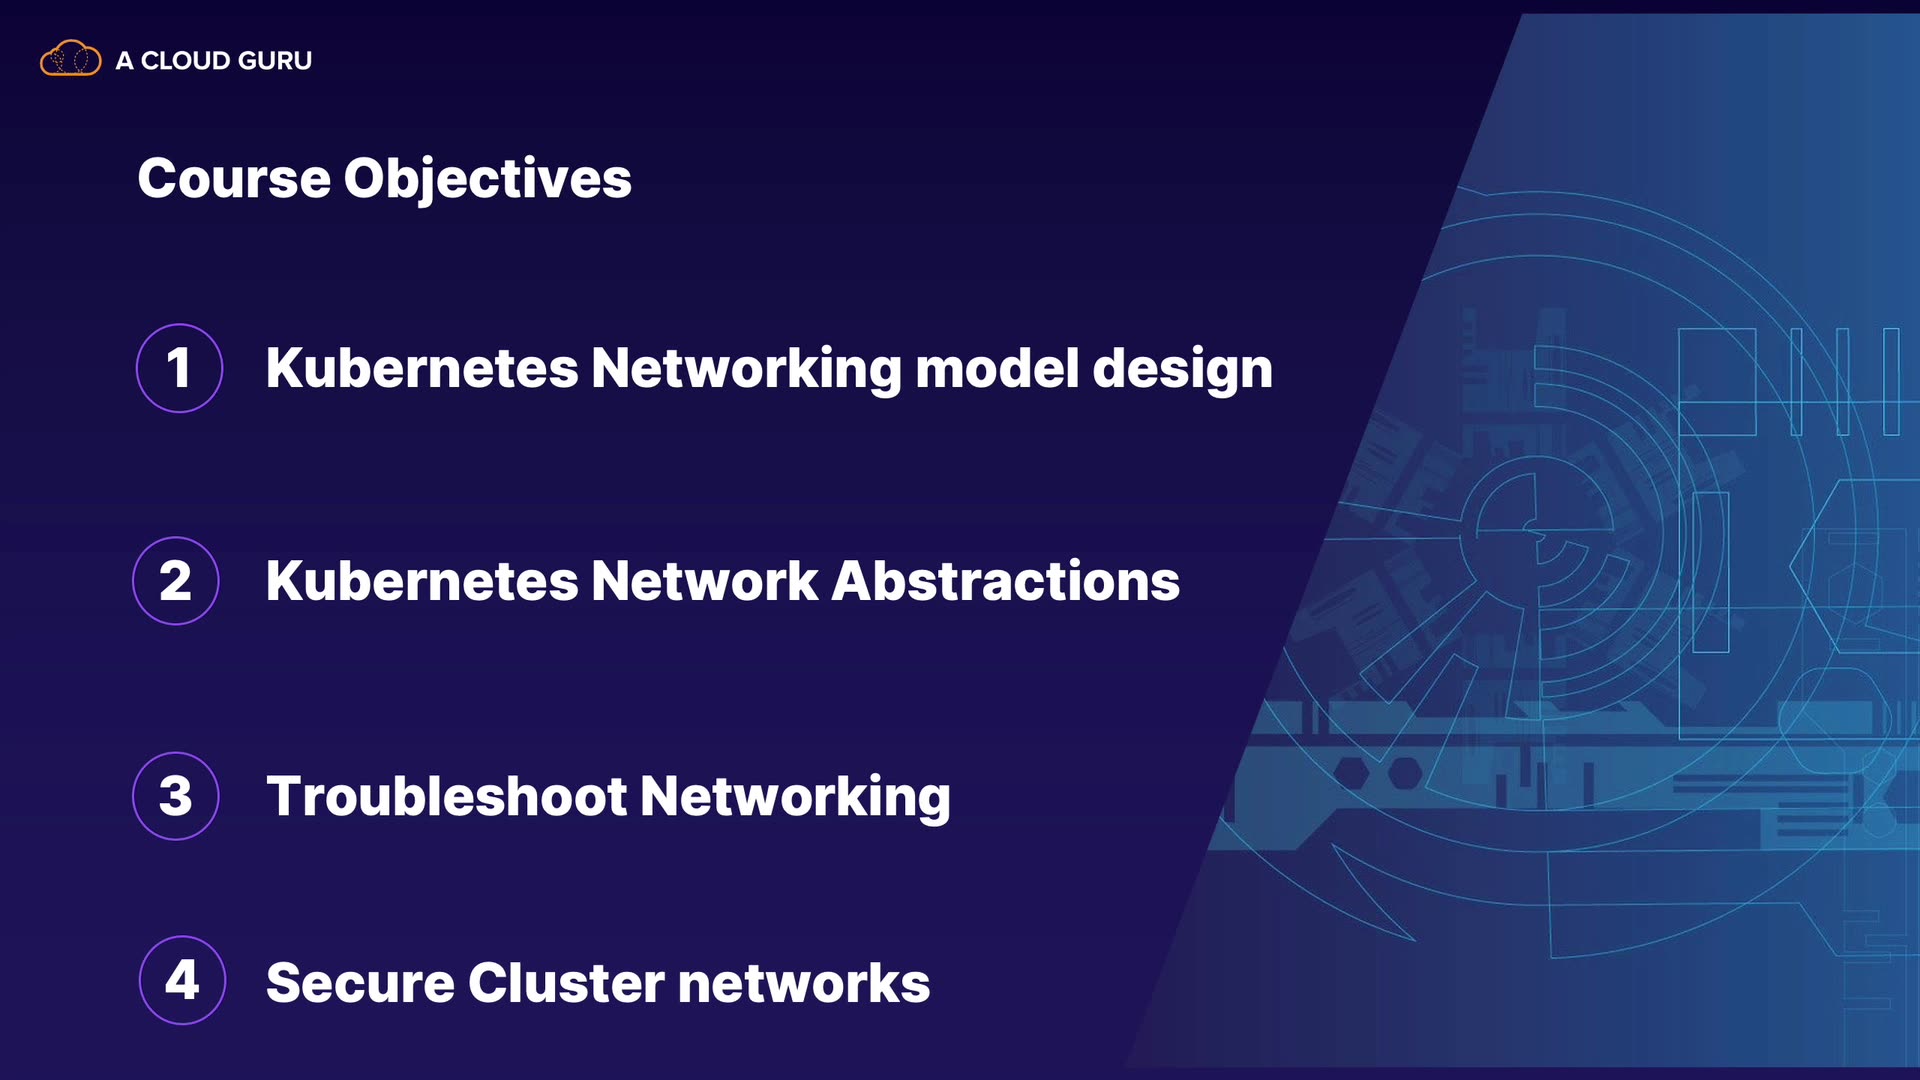 A CLOUD GURU
Course Objectives
1 Kubernetes Networking model design
2 Kubernetes Network Abstractions
3 Troubleshoot Networking
4 Secure Cluster networks